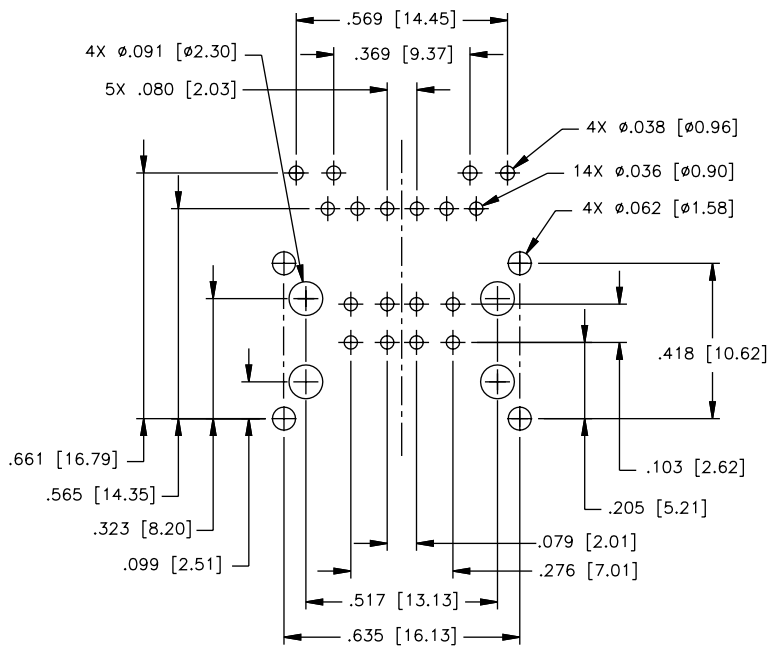 .569 [14.45]
4X ø.091 [ø2.30]
.369 [9.37]
5X .080 [2.03]
4X ø.038 [ø0.96]
14X ø.036 [ø0.90]
4X ø.062 [ø1.58]
.418 [10.62]
.661 [16.79]
.103 [2.62]
.565 [14.35]
.205 [5.21]
.323 [8.20]
.079 [2.01]
.099 [2.51]
.276 [7.01]
.517 [13.13]
.635 [16.13]